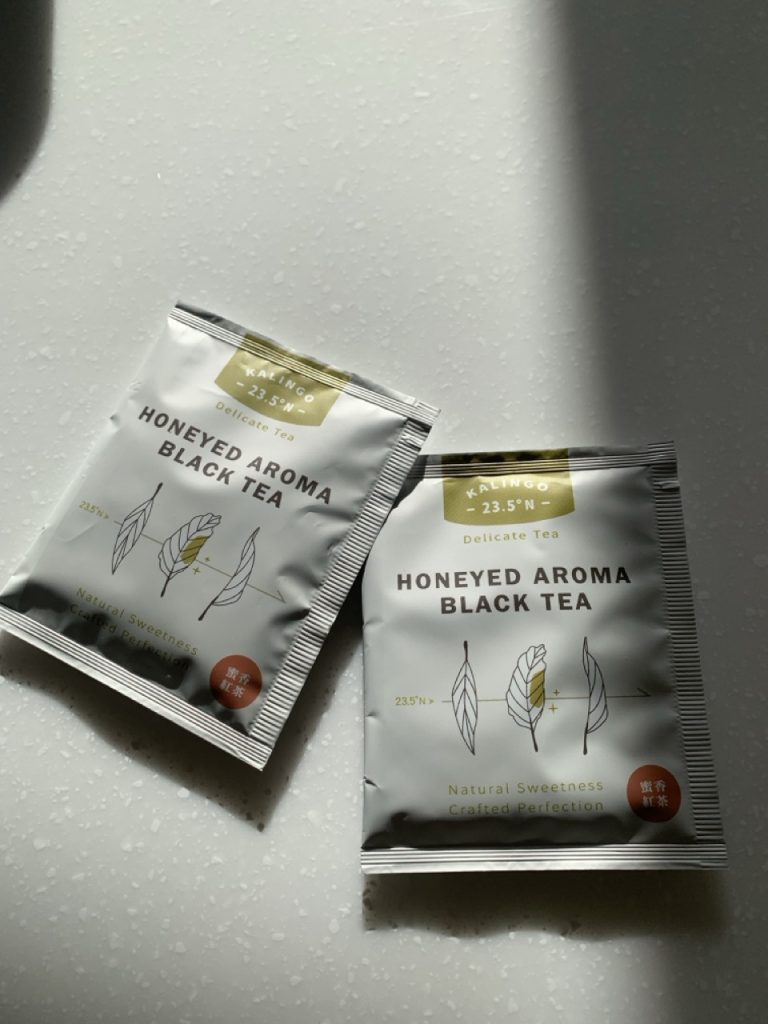 KALINGO
– 23.5°N –
Delicate Tea
HONEYED AROMA
BLACK TEA
23.5°N
Natural Sweetness
Crafted Perfection
蜜香
紅茶
KALINGO
– 23.5°N –
Delicate Tea
HONEYED AROMA
BLACK TEA
23.5°N
Natural Sweetness
Crafted Perfection
蜜香
紅茶